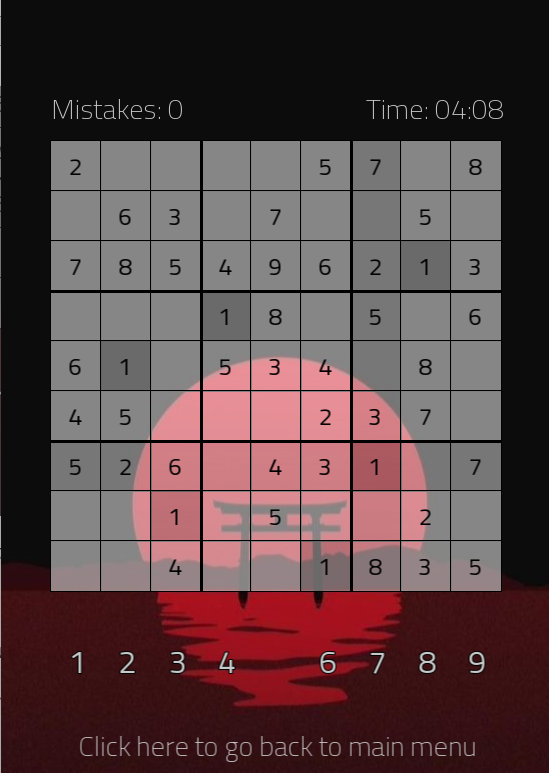 Mistakes: 0 Time: 04:08
2 5 7 8
6 3 7 5
7 8 5 4 9 6 2 1 3
1 8 5 6
6 1 5 3 4 8
4 5 2 3 7
5 2 6 4 3 1 7
1 5 2
4 1 8 3 5
1 2 3 4 6 7 8 9
Click here to go back to main menu